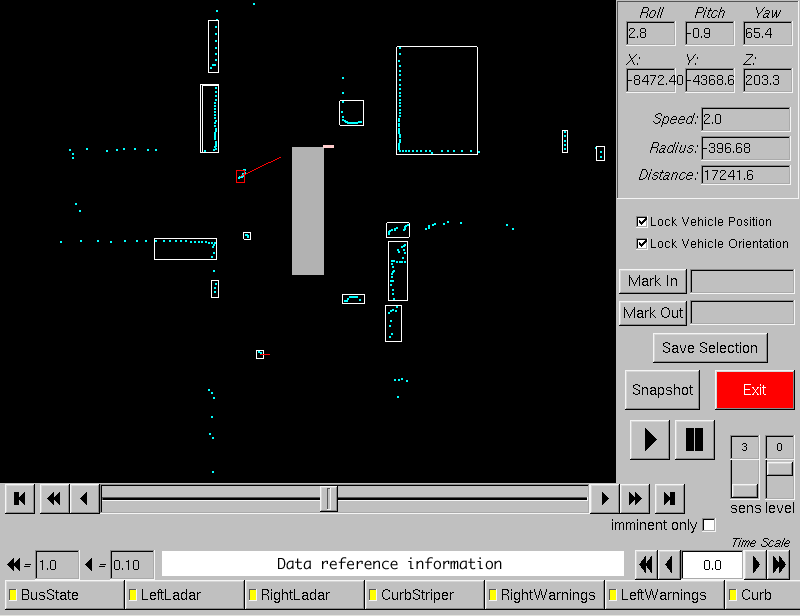 Roll Pitch Yaw
2.8 -0.9 65.4
X: Y: Z:
-8472.40 -4368.6 203.3
Speed: 2.0
Radius: -396.68
Distance: 17241.6
Lock Vehicle Position
Lock Vehicle Orientation
Mark In
Mark Out
Save Selection
Snapshot Exit
3 0
sens level
imminent only
Time Scale
= 1.0 = 0.10 Data reference information 0.0
BusState LeftLadar RightLadar CurbStriper RightWarnings LeftWarnings Curb